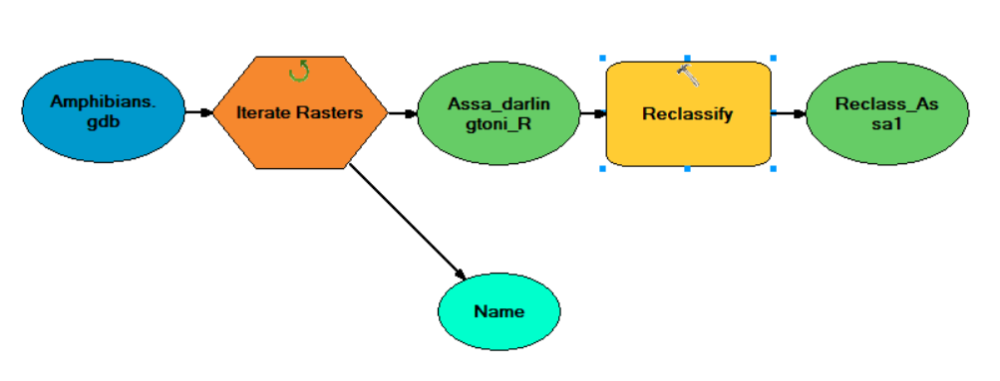 Amphibians.
gdb
Iterate Rasters
Assa_darlin
gtoni_R
Reclassify
Reclass_As
sa1
Name